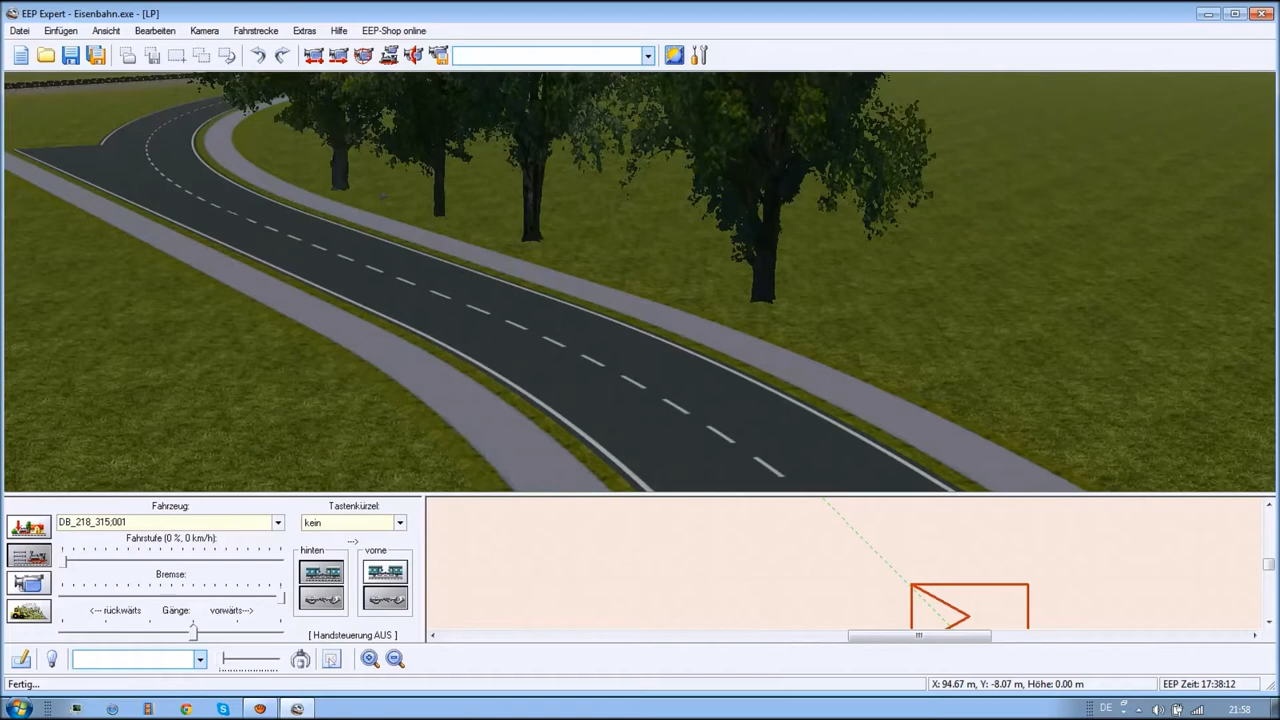 EEP Expert - Eisenbahn.exe - [LP]
Datei Einfügen Ansicht Bearbeiten Kamera Fahrstrecke Extras Hilfe EEP-Shop online
Fahrzeug: Tastenkürzel:
DB_218_315;001 kein
Fahrstufe (0 %, 0 km/h): -->
hinten vorne
Bremse:
<--- rückwärts Gänge: vorwärts-->
[ Handsteuerung AUS ]
Fertig... X: 94.67 m, Y: -8.07 m, Höhe: 0.00 m EEP Zeit: 17:38:12
DE 21:58